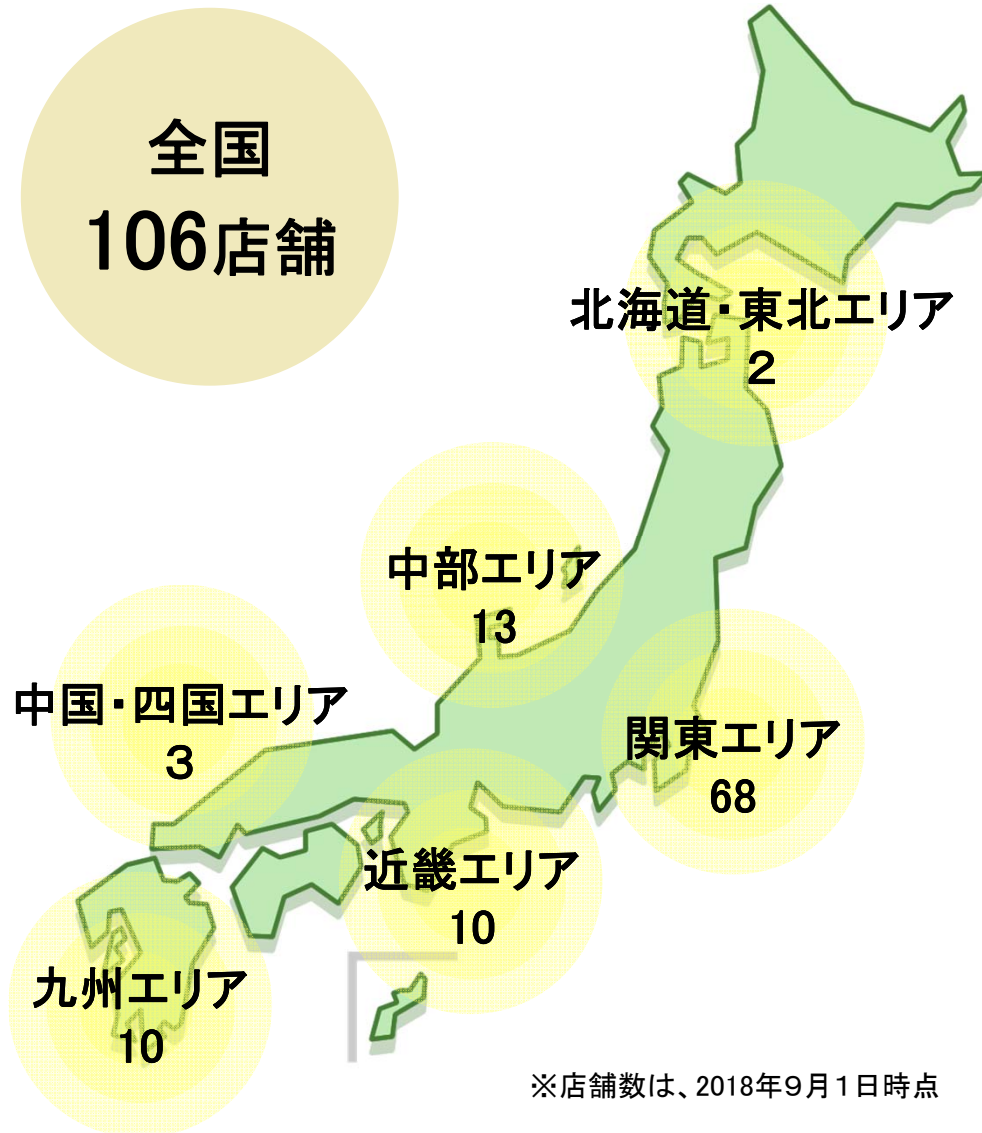 全国
106店舗
北海道・東北エリア
２
中部エリア
13
中国・四国エリア
３
関東エリア
68
近畿エリア
10
九州エリア
10
※店舗数は、2018年９月１日時点